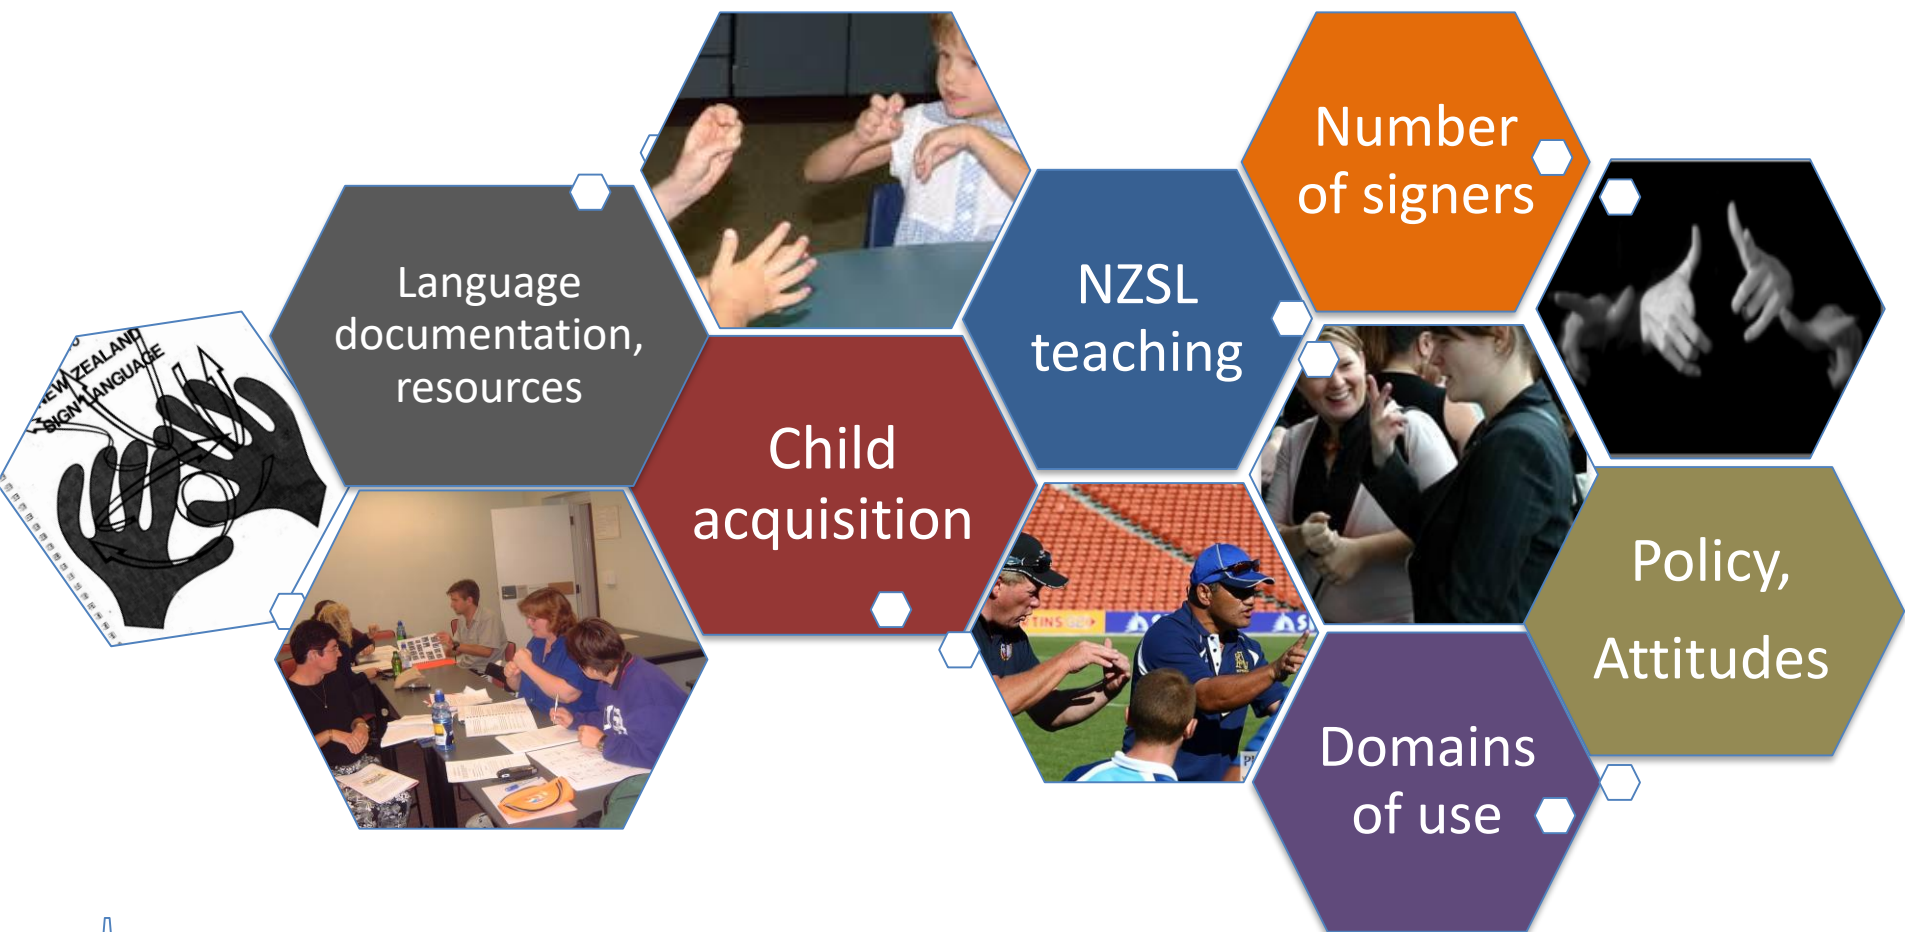 NEW ZEALAND
SIGN LANGUAGE
Language
documentation,
resources
Child
acquisition
NZSL
teaching
Number
of signers
Policy,
Attitudes
Domains
of use